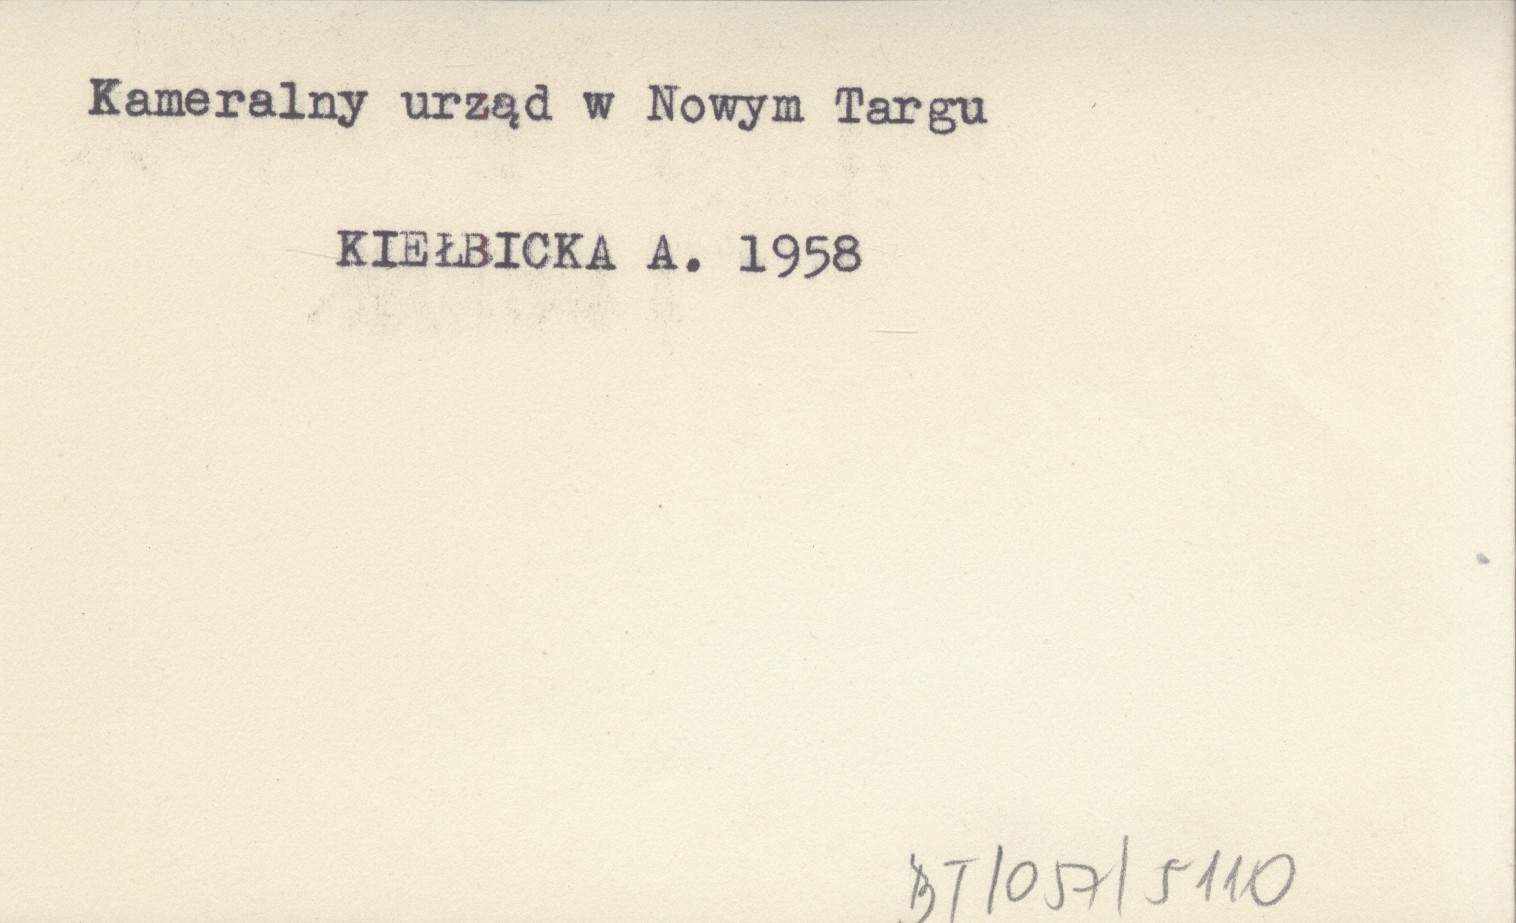 Kameralny urząd w Nowym Targu
KIEŁBICKA A. 1958
BT/057/5110